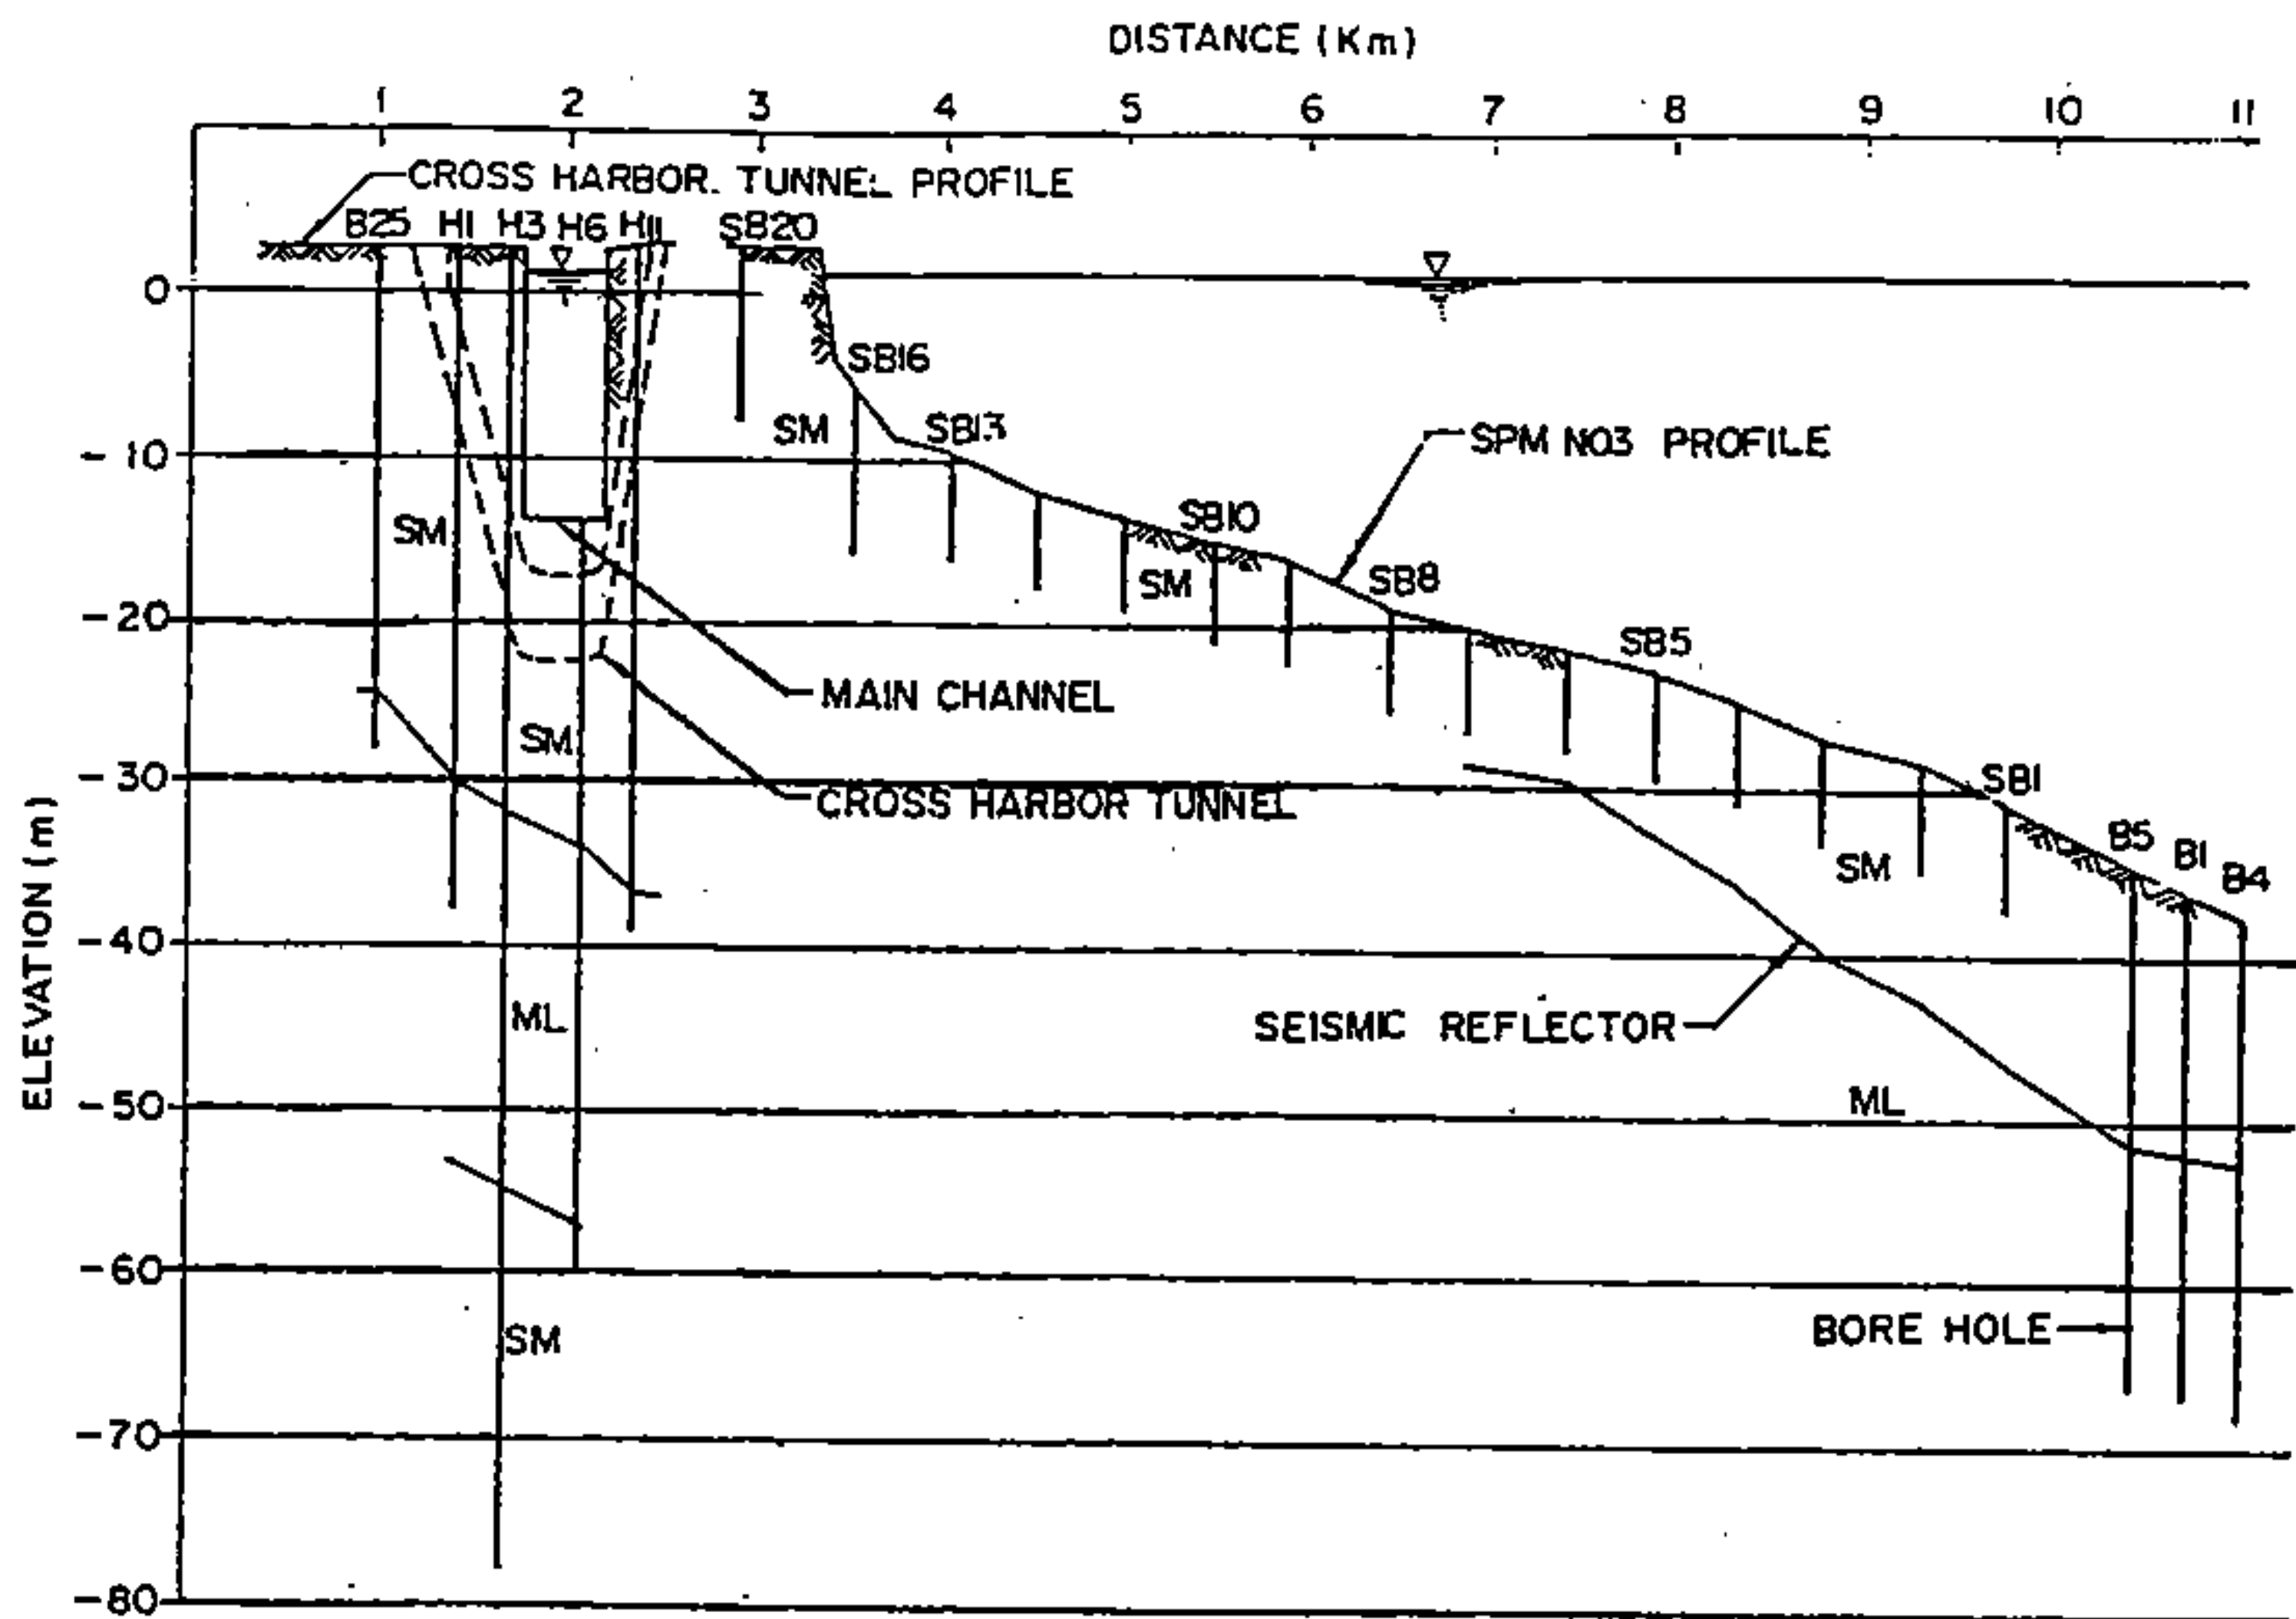 DISTANCE (Km)
1 2 3 4 5 6 7 8 9 10 11
CROSS HARBOR. TUNNEL PROFILE
B25 H1 H3 H6 H11 SB20
0
SB16
SM SB13
SPM NO3 PROFILE
-10
SM
SB10
SM SB8
-20
SB5
MAIN CHANNEL
SM
-30
CROSS HARBOR TUNNEL
SB1
B5 B1 B4
SM
ELEVATION (m)
-40
ML
SEISMIC REFLECTOR
-50
ML
-60
BORE HOLE
SM
-70
-80